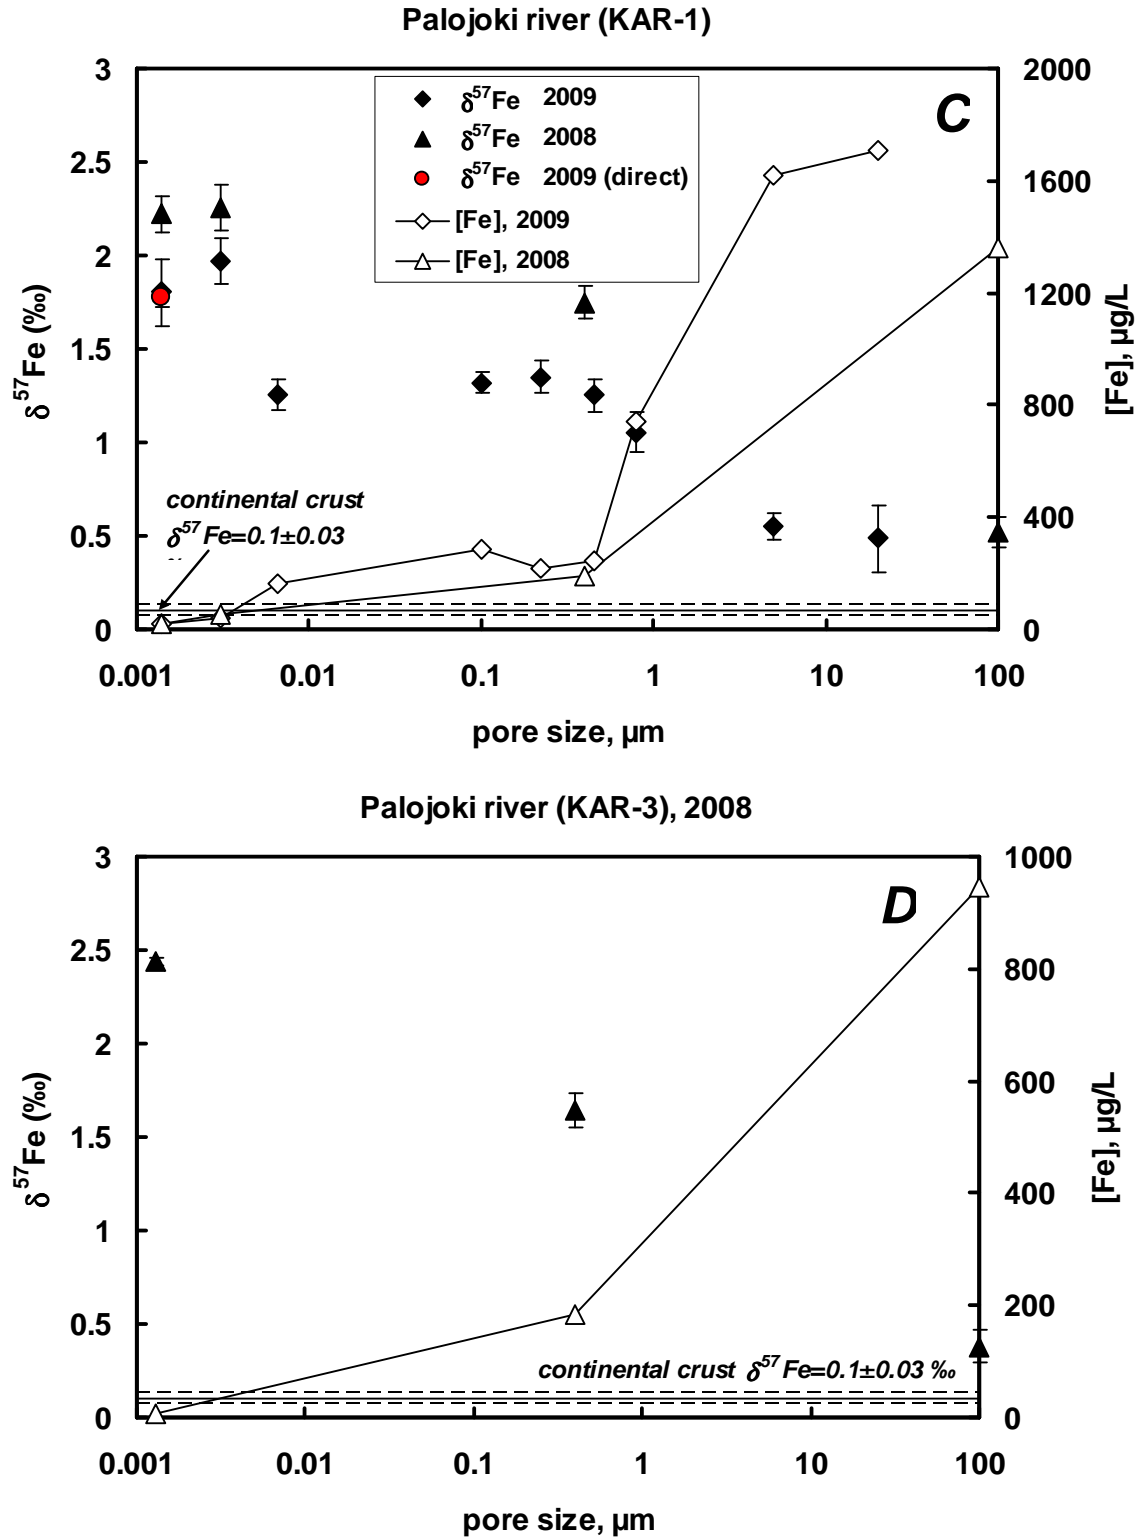 Palojoki river (KAR-1)
3
2000
C
δ⁵⁷Fe 2009
δ⁵⁷Fe 2008
δ⁵⁷Fe 2009 (direct)
[Fe], 2009
[Fe], 2008
2.5
1600
2
1200
1.5
800
1
continental crust
δ⁵⁷Fe=0.1±0.03
0.5
400
0
0
δ⁵⁷Fe (‰)
[Fe], µg/L
0.001 0.01 0.1 1 10 100
pore size, µm
Palojoki river (KAR-3), 2008
3
1000
D
2.5
800
2
600
1.5
400
1
0.5
200
continental crust δ⁵⁷Fe=0.1±0.03 ‰
0
0
δ⁵⁷Fe (‰)
[Fe], µg/L
0.001 0.01 0.1 1 10 100
pore size, µm